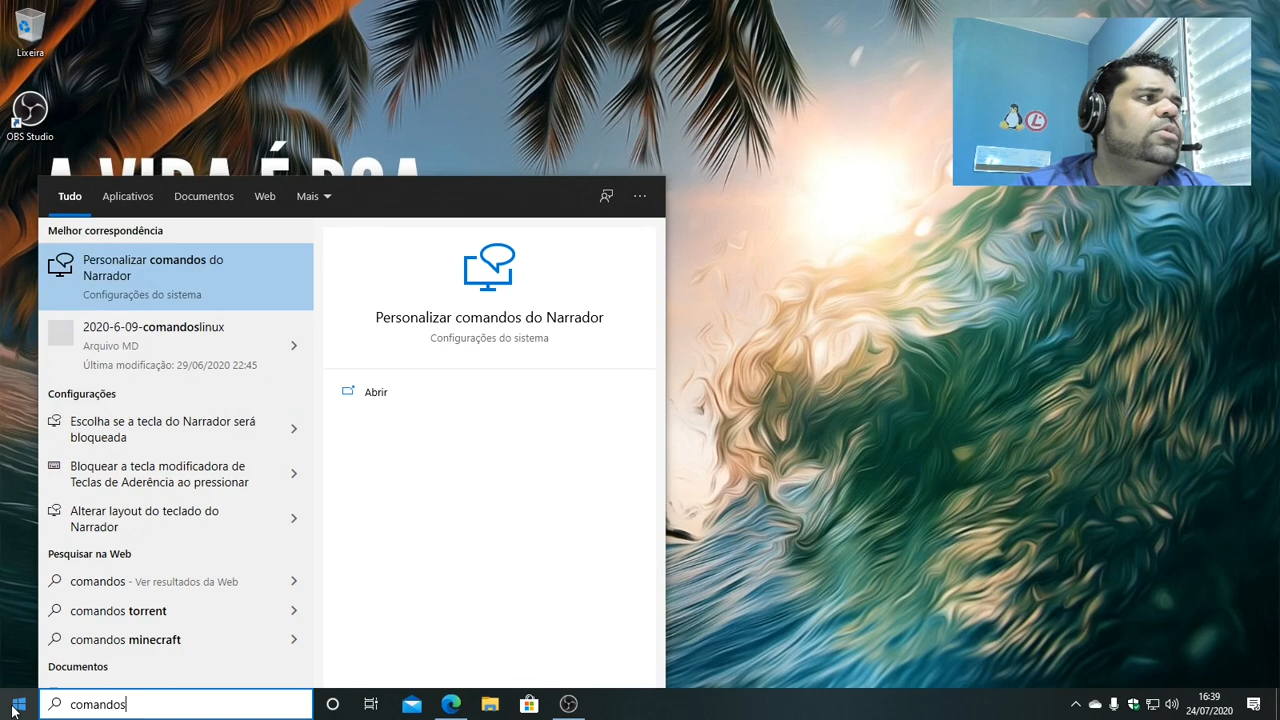 Lixeira
OBS Studio
A VIDA É BOA
Tudo
Aplicativos
Documentos
Web
Mais
Melhor correspondência
Personalizar comandos do
Narrador
Configurações do sistema
2020-6-09-comandoslinux
Arquivo MD
Última modificação: 29/06/2020 22:45
Configurações
Escolha se a tecla do Narrador será
bloqueada
Bloquear a tecla modificadora de
Teclas de Aderência ao pressionar
Alterar layout do teclado do
Narrador
Pesquisar na Web
comandos - Ver resultados da Web
comandos torrent
comandos minecraft
Documentos
comandos
Personalizar comandos do Narrador
Configurações do sistema
Abrir
16:39
24/07/2020